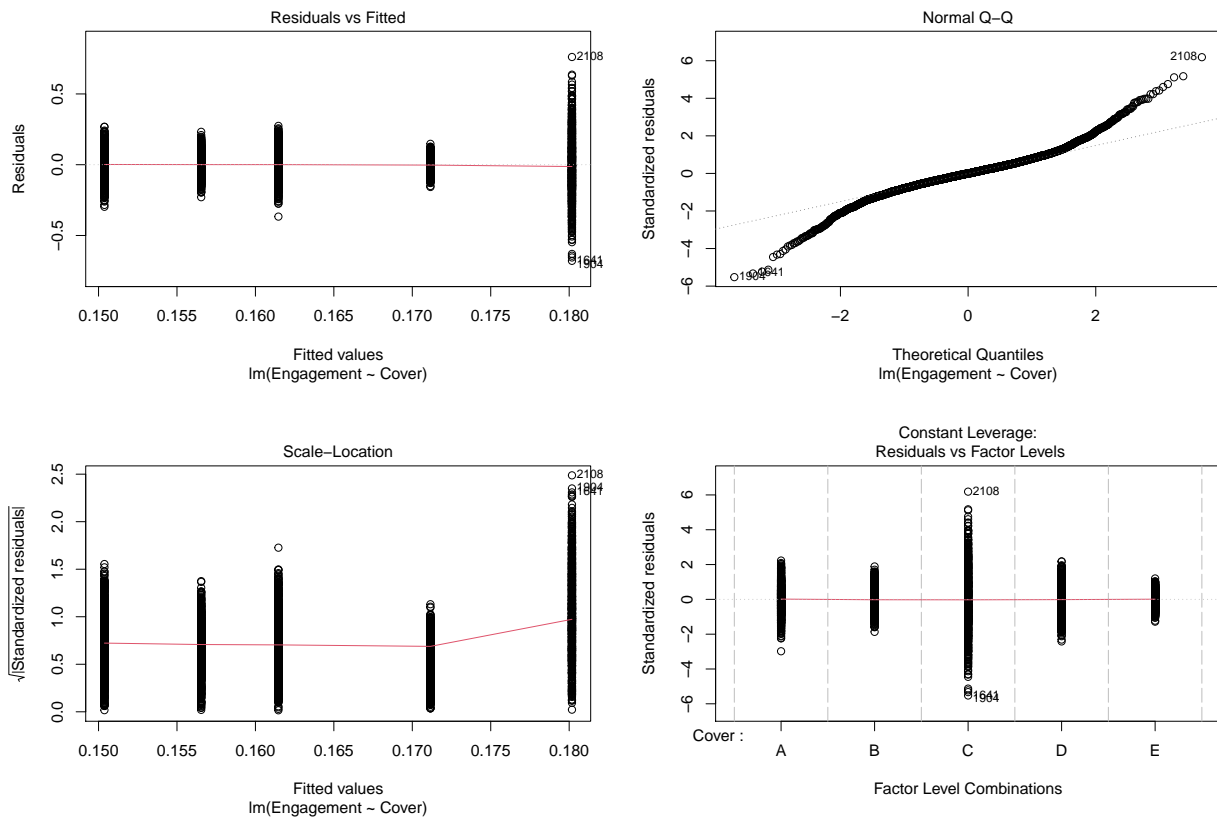 Residuals vs Fitted
Residuals
0.5
0.0
−0.5
2108
1641
1904
0.150 0.155 0.160 0.165 0.170 0.175 0.180
Fitted values
lm(Engagement ~ Cover)
Normal Q−Q
Standardized residuals
6
4
2
0
−2
−4
−6
2108
1641
1904
−2 0 2
Theoretical Quantiles
lm(Engagement ~ Cover)
Scale−Location
√|Standardized residuals|
2.5
2.0
1.5
1.0
0.5
0.0
2108
1904
1641
0.150 0.155 0.160 0.165 0.170 0.175 0.180
Fitted values
lm(Engagement ~ Cover)
Constant Leverage:
Residuals vs Factor Levels
Standardized residuals
6
4
2
0
−2
−4
−6
2108
1641
1904
Cover :
A B C D E
Factor Level Combinations